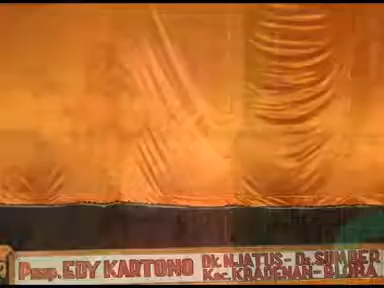 Pimp. EDY KARTONO
Dk. NJATUS - Ds. SUMBER
Kec. KRADENAN - BLORA